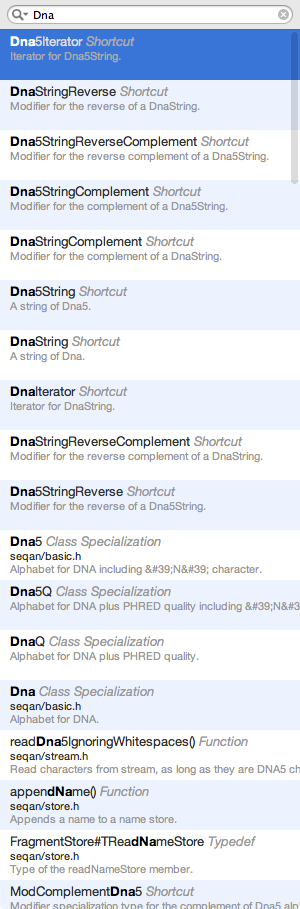 Dna
Dna5Iterator Shortcut
Iterator for Dna5String.
DnaStringReverse Shortcut
Modifier for the reverse of a DnaString.
Dna5StringReverseComplement Shortcut
Modifier for the reverse complement of a Dna5String.
Dna5StringComplement Shortcut
Modifier for the complement of a Dna5String.
DnaStringComplement Shortcut
Modifier for the complement of a DnaString.
Dna5String Shortcut
A string of Dna5.
DnaString Shortcut
A string of Dna.
DnaIterator Shortcut
Iterator for DnaString.
DnaStringReverseComplement Shortcut
Modifier for the reverse complement of a DnaString.
Dna5StringReverse Shortcut
Modifier for the reverse of a Dna5String.
Dna5 Class Specialization
seqan/basic.h
Alphabet for DNA including &#39;N&#39; character.
Dna5Q Class Specialization
Alphabet for DNA plus PHRED quality including &#39;N&#3
DnaQ Class Specialization
Alphabet for DNA plus PHRED quality.
Dna Class Specialization
seqan/basic.h
Alphabet for DNA.
readDna5IgnoringWhitespaces() Function
seqan/stream.h
Read characters from stream, as long as they are DNA5 ch
appendName() Function
seqan/store.h
Appends a name to a name store.
FragmentStore#TReadNameStore Typedef
seqan/store.h
Type of the readNameStore member.
ModComplementDna5 Shortcut
Modifier specialization type for the complement of Dna5 al